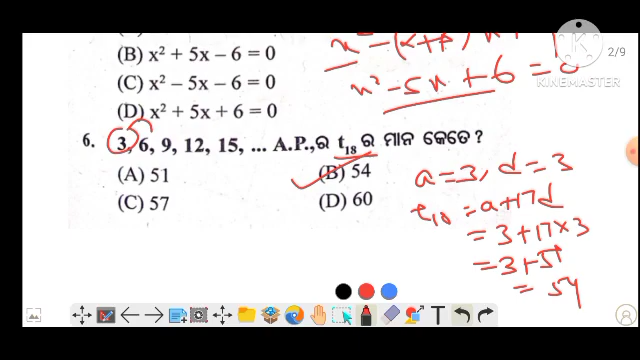 x² − (α+β) x +
(B) x² + 5x − 6 = 0
(C) x² − 5x − 6 = 0
x² − 5x + 6 = 0
(D) x² + 5x + 6 = 0
6. 3, 6, 9, 12, 15, ... A.P.,ର t₁₈ ର ମାନ କେତେ ?
(A) 51
(B) 54
(C) 57
(D) 60
a = 3, d = 3
t₁₈ = a + 17d
= 3 + 17 × 3
= 3 + 51
= 54
2/9
KINEMASTER